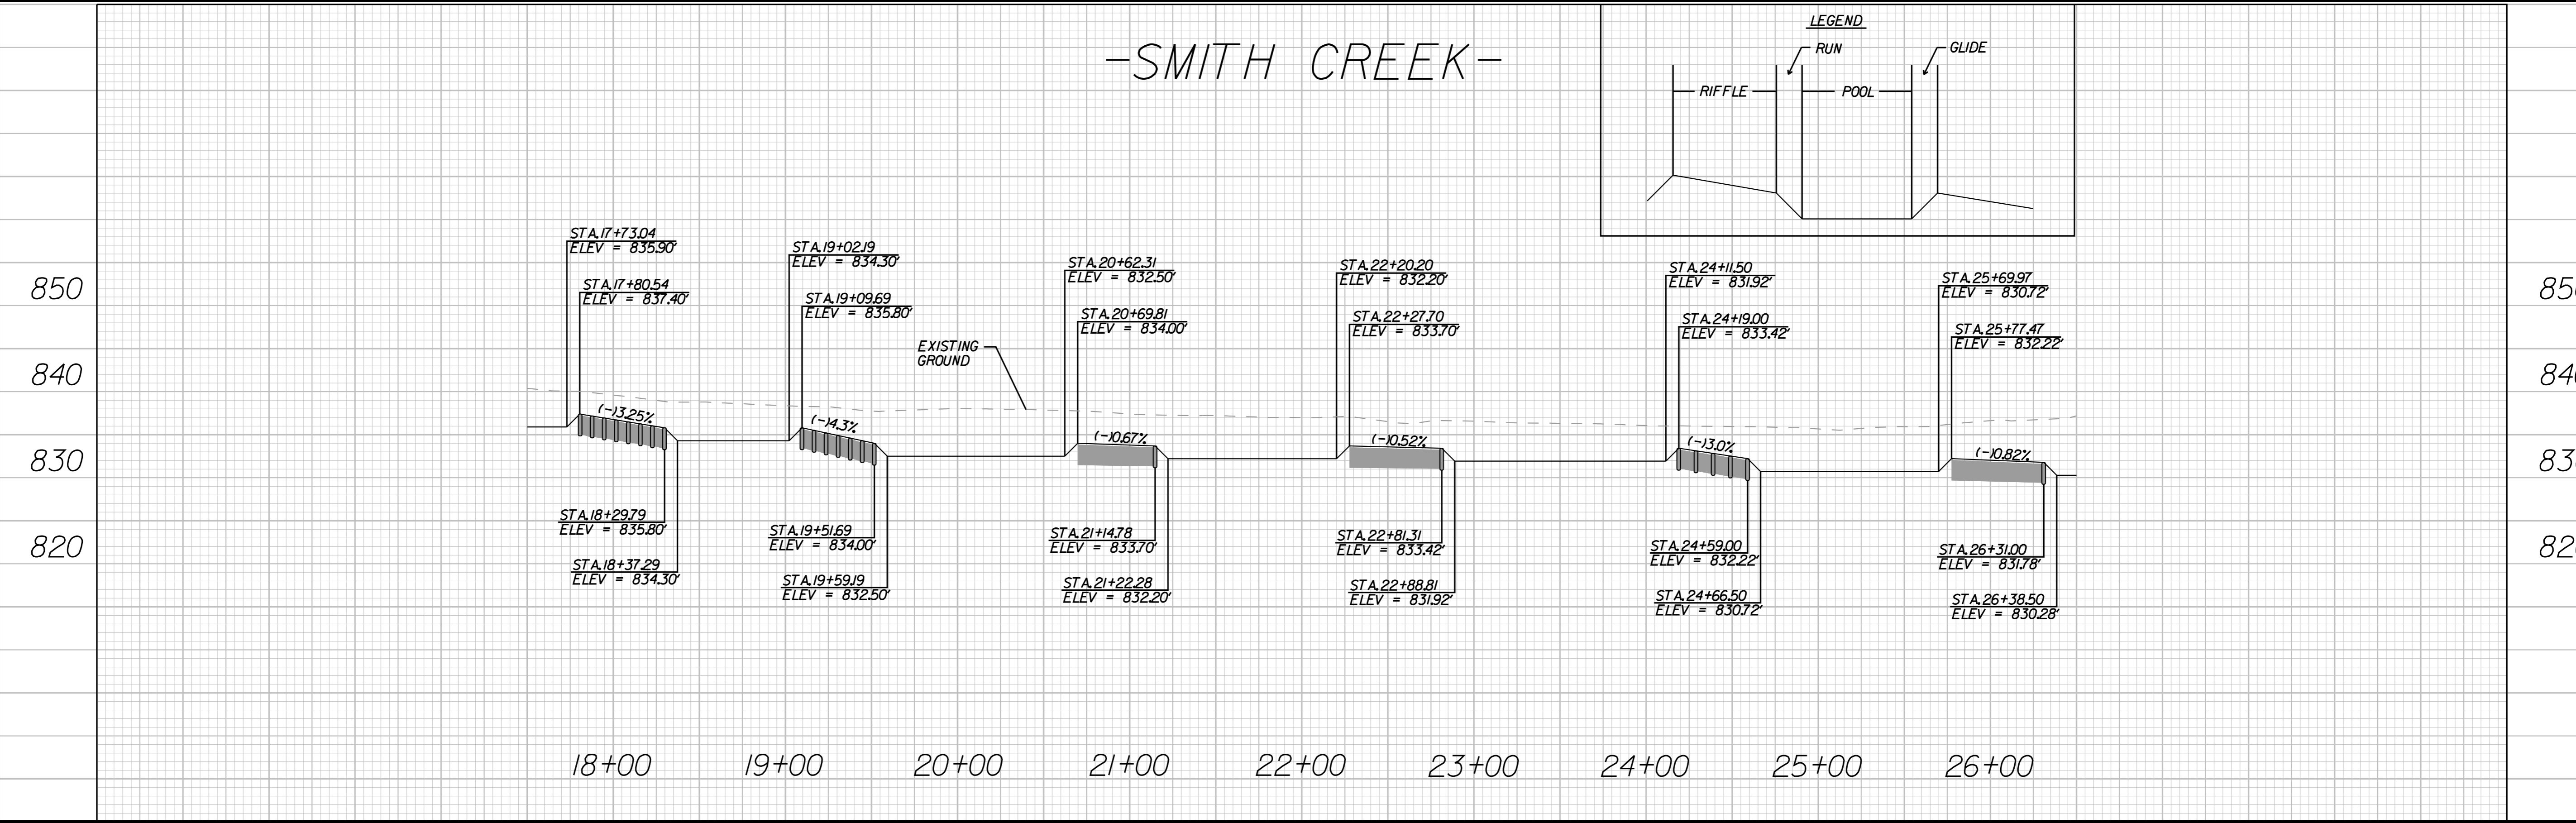 LEGEND
RUN
GLIDE
RIFFLE
POOL
-SMITH CREEK-
STA.17+73.04
ELEV = 835.90'
STA.17+80.54
ELEV = 837.40'
STA.19+02.19
ELEV = 834.30'
STA.19+09.69
ELEV = 835.80'
STA.20+62.31
ELEV = 832.50'
STA.20+69.81
ELEV = 834.00'
STA.22+20.20
ELEV = 832.20'
STA.22+27.70
ELEV = 833.70'
STA.24+11.50
ELEV = 831.92'
STA.24+19.00
ELEV = 833.42'
STA.25+69.97
ELEV = 830.72'
STA.25+77.47
ELEV = 832.22'
850
850
EXISTING
GROUND
840
840
(-)3.25%
(-)4.3%
(-)0.67%
(-)0.52%
(-)3.0%
(-)0.82%
830
830
STA.18+29.79
ELEV = 835.80'
STA.18+37.29
ELEV = 834.30'
STA.19+51.69
ELEV = 834.00'
STA.19+59.19
ELEV = 832.50'
STA.21+14.78
ELEV = 833.70'
STA.21+22.28
ELEV = 832.20'
STA.22+81.31
ELEV = 833.42'
STA.22+88.81
ELEV = 831.92'
STA.24+59.00
ELEV = 832.22'
STA.24+66.50
ELEV = 830.72'
STA.26+31.00
ELEV = 831.78'
STA.26+38.50
ELEV = 830.28'
820
82
18+00
19+00
20+00
21+00
22+00
23+00
24+00
25+00
26+00